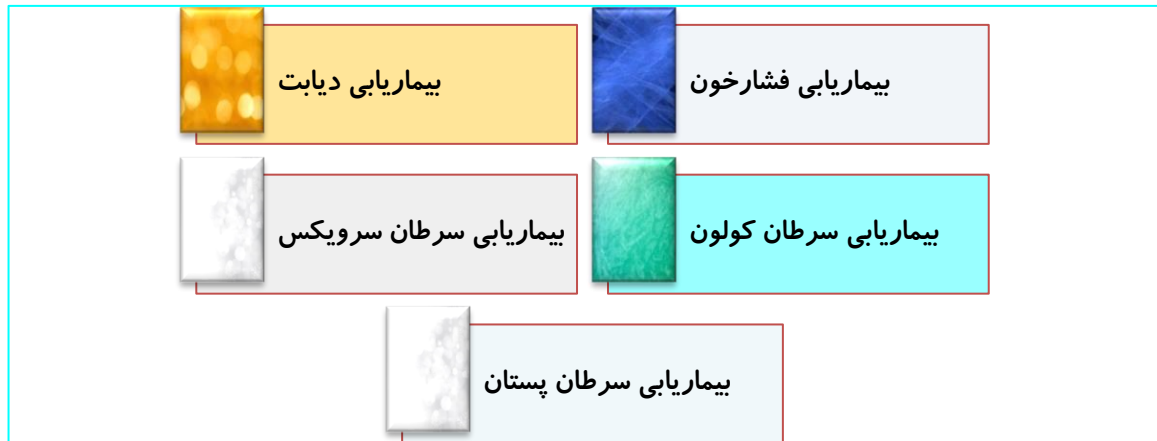 بیماریابی فشارخون
بیماریابی دیابت
بیماریابی سرطان کولون
بیماریابی سرطان سرویکس
بیماریابی سرطان پستان